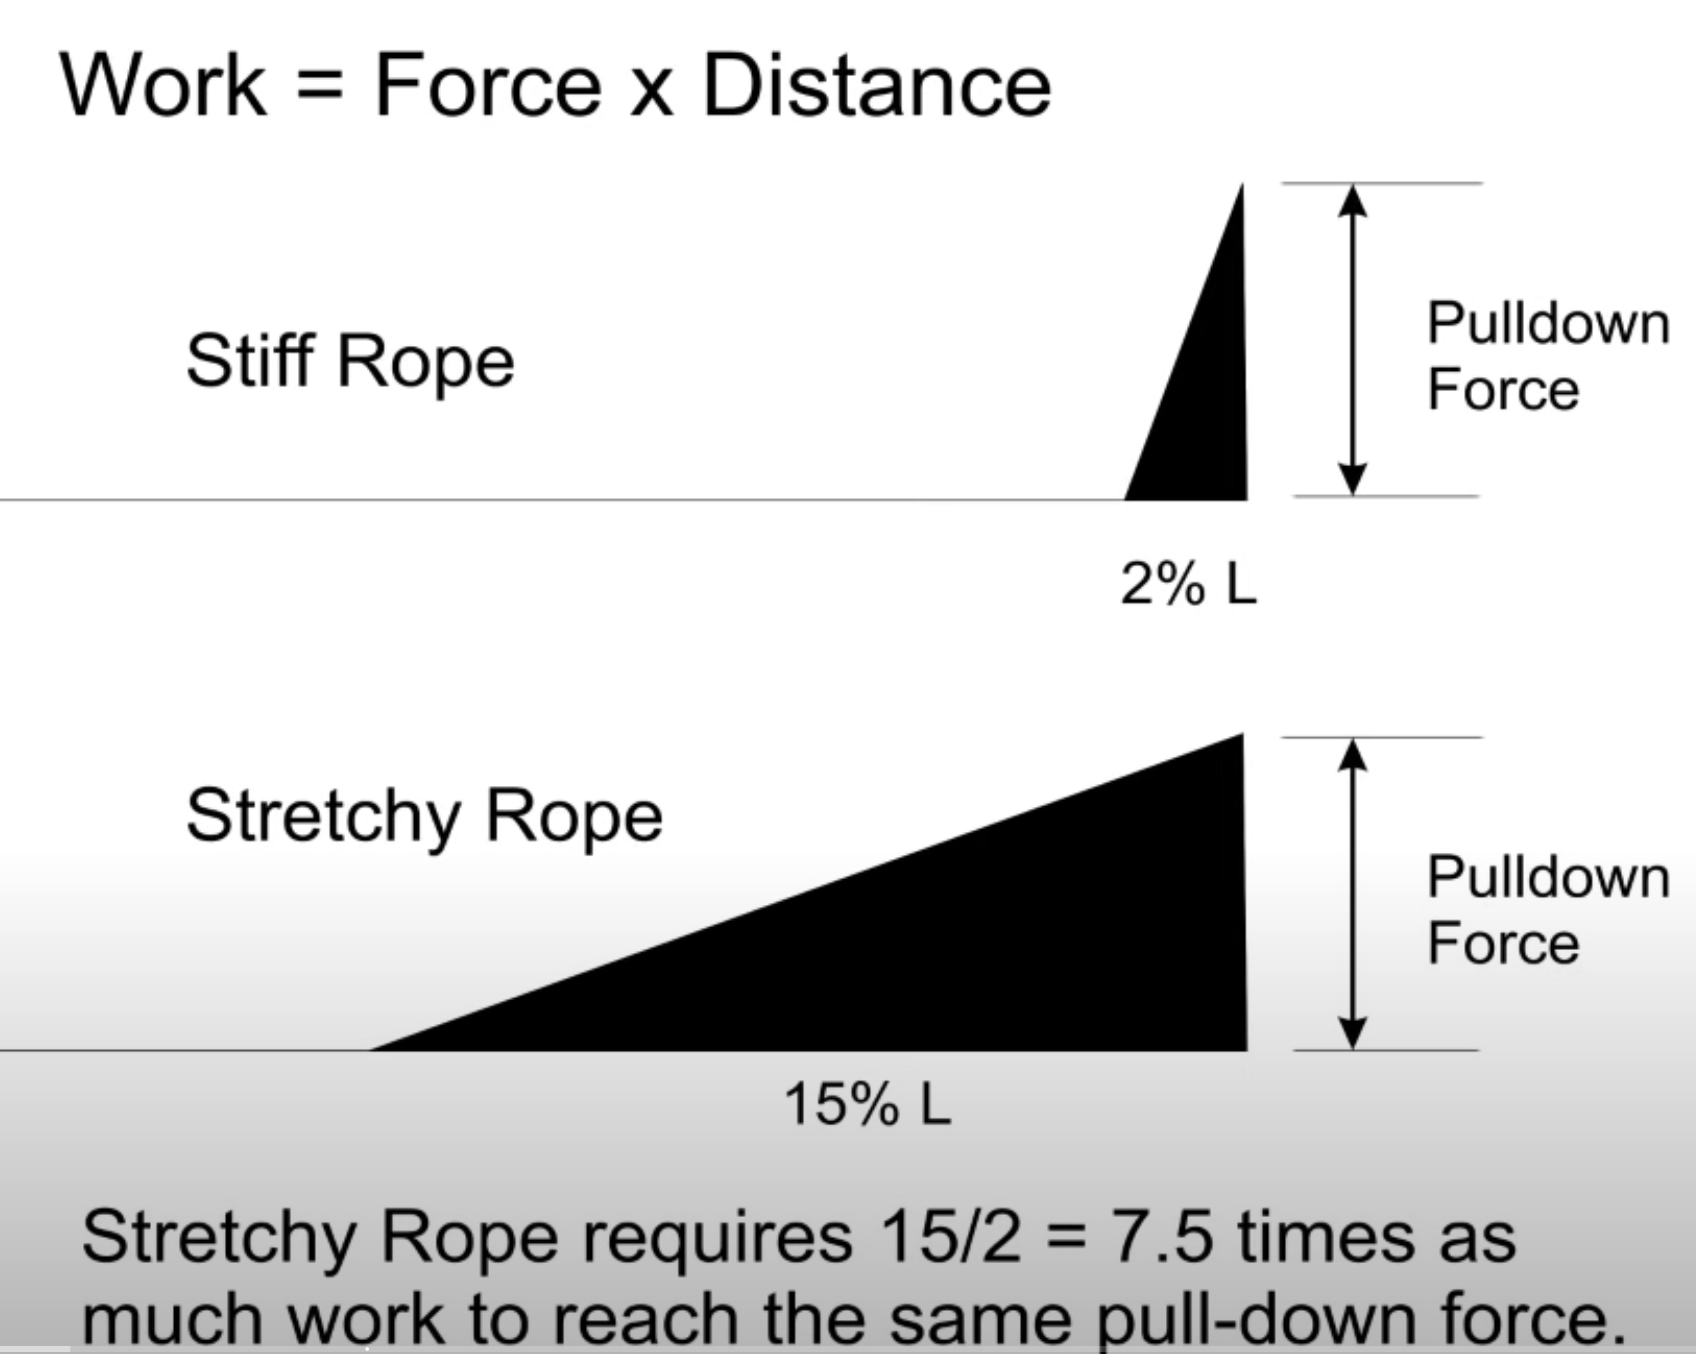 Work = Force x Distance
Stiff Rope
Pulldown
Force
2% L
Stretchy Rope
Pulldown
Force
15% L
Stretchy Rope requires 15/2 = 7.5 times as
much work to reach the same pull-down force.